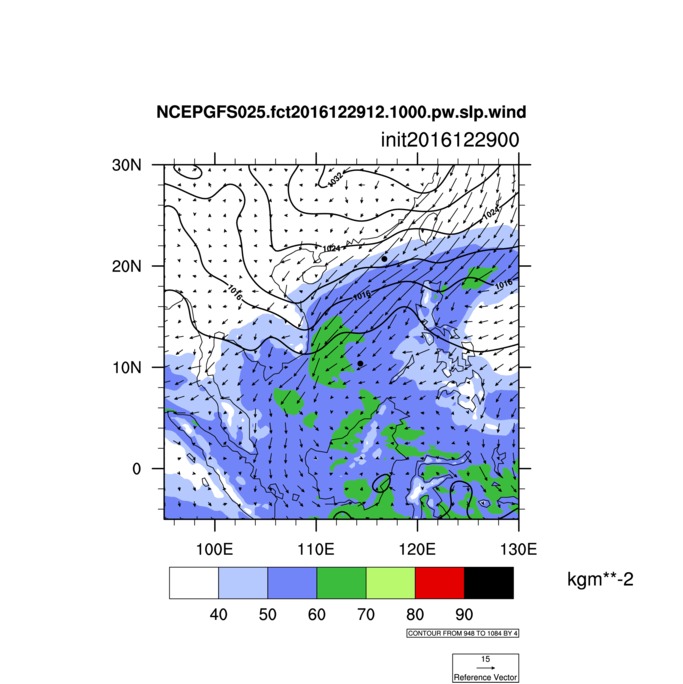 NCEPGFS025.fct2016122912.1000.pw.slp.wind
init2016122900
30N
20N
10N
0
1032
1024
1024
1016
1016
1016
100E 110E 120E 130E
kgm**-2
40 50 60 70 80 90
CONTOUR FROM 948 TO 1084 BY 4
15
Reference Vector